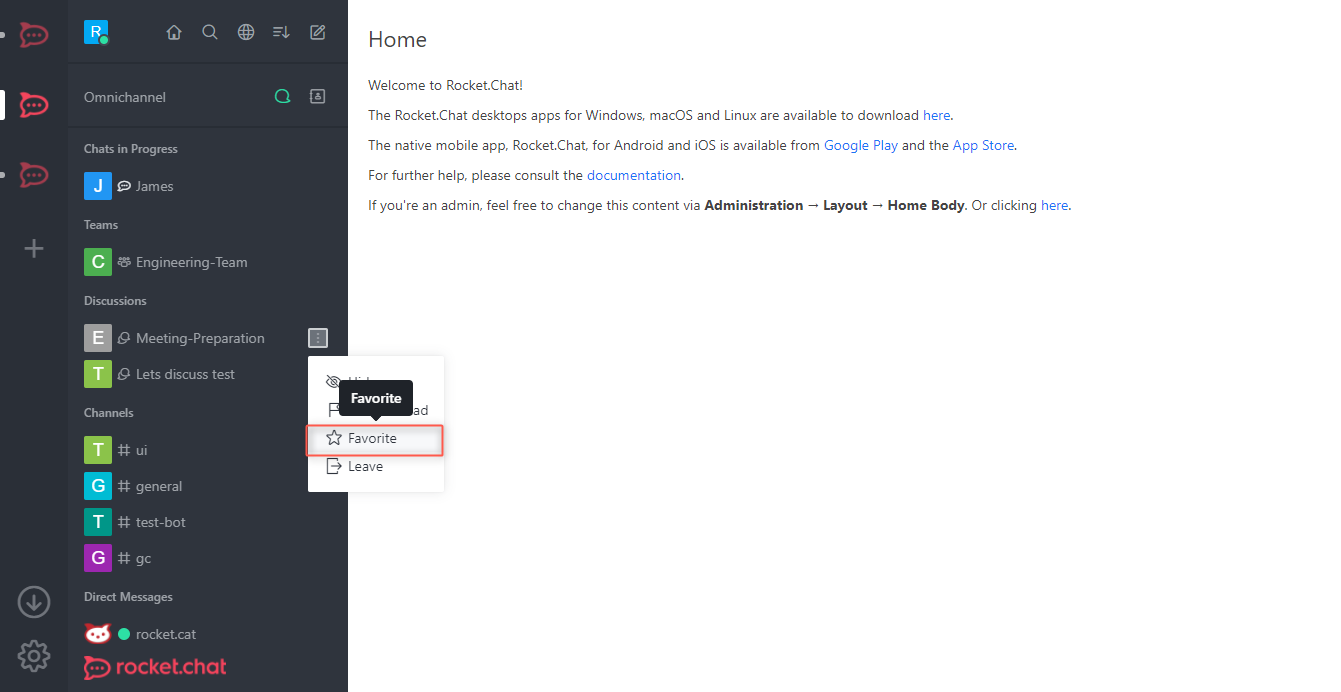 R
Omnichannel
Chats in Progress
J James
Teams
C Engineering-Team
Discussions
E Meeting-Preparation
T Lets discuss test
Channels
T ui
G general
T test-bot
G gc
Direct Messages
rocket.cat
rocket.chat
Favorite
ad
Favorite
Leave
Home
Welcome to Rocket.Chat!
The Rocket.Chat desktops apps for Windows, macOS and Linux are available to download here.
The native mobile app, Rocket.Chat, for Android and iOS is available from Google Play and the App Store.
For further help, please consult the documentation.
If you're an admin, feel free to change this content via Administration → Layout → Home Body. Or clicking here.